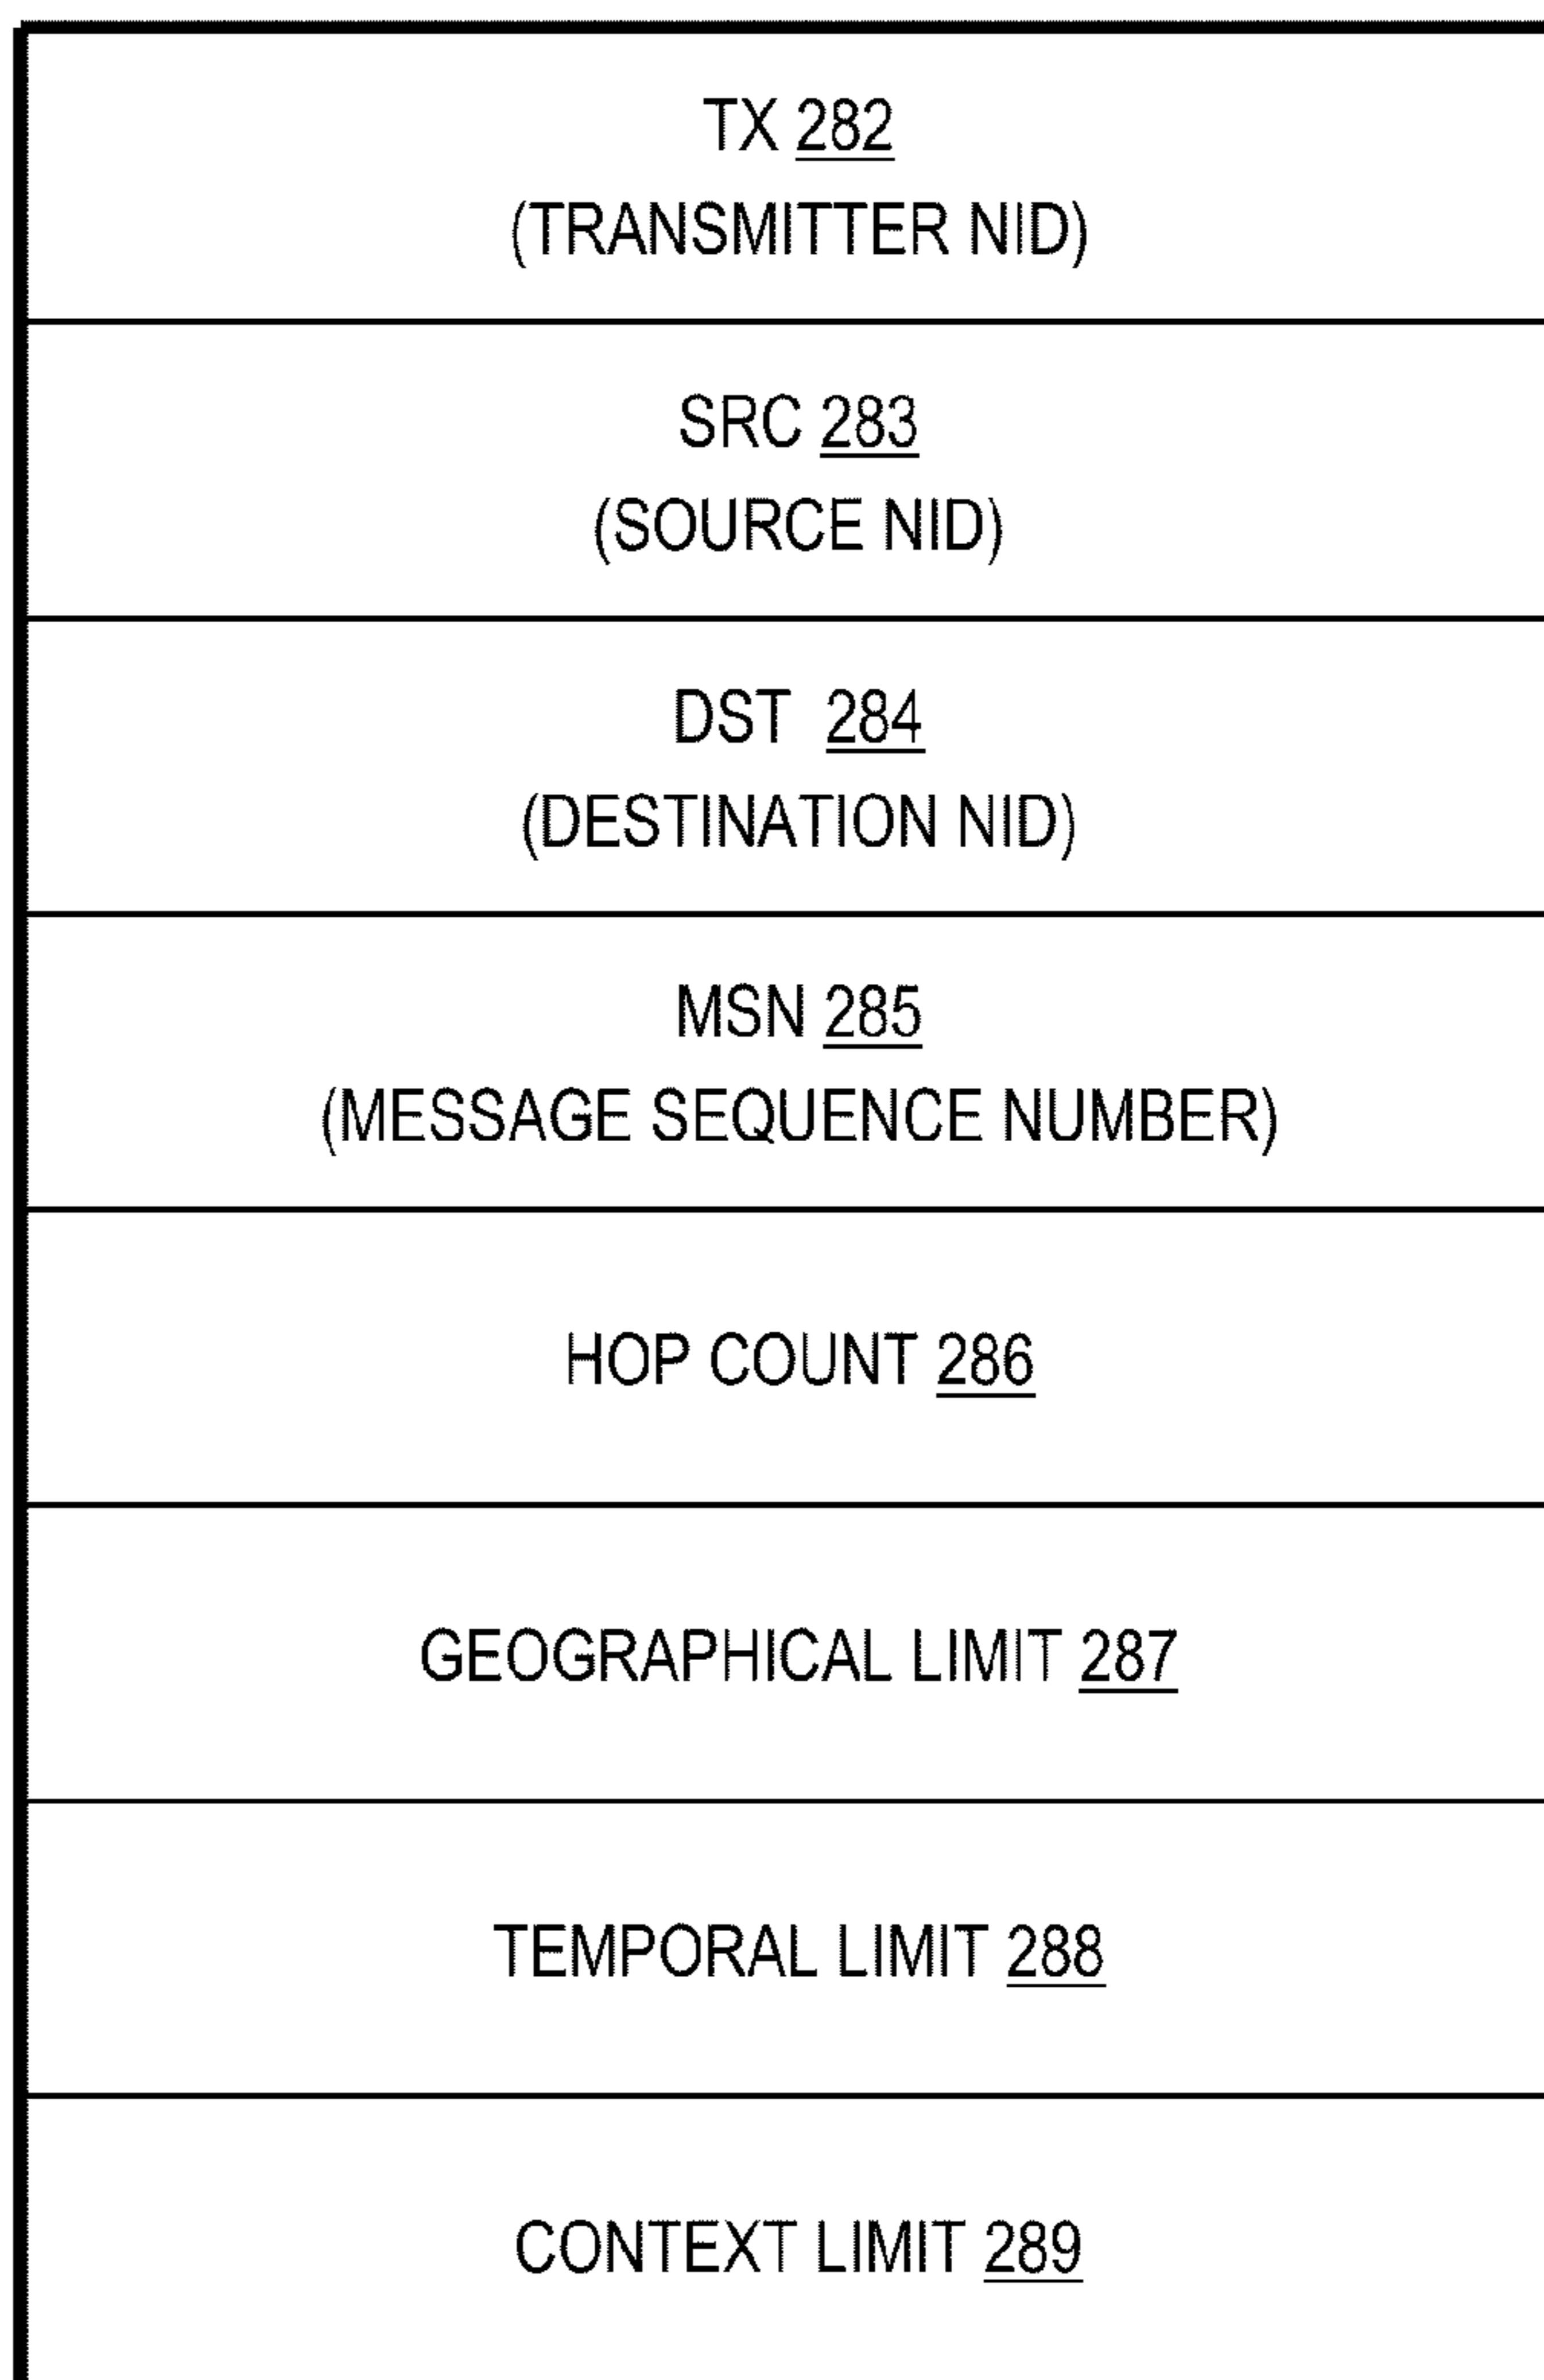 TX 282
(TRANSMITTER NID)
SRC 283
(SOURCE NID)
DST 284
(DESTINATION NID)
MSN 285
(MESSAGE SEQUENCE NUMBER)
HOP COUNT 286
GEOGRAPHICAL LIMIT 287
TEMPORAL LIMIT 288
CONTEXT LIMIT 289